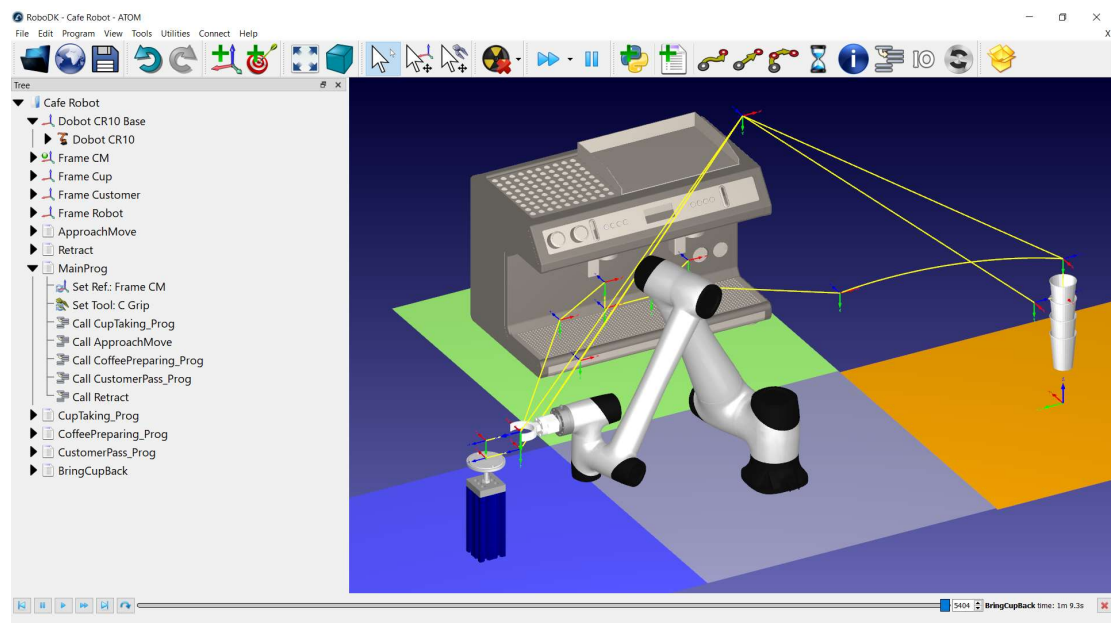 RoboDK - Cafe Robot - ATOM
File Edit Program View Tools Utilities Connect Help
X
IO
Tree
Cafe Robot
Dobot CR10 Base
Dobot CR10
Frame CM
Frame Cup
Frame Customer
Frame Robot
ApproachMove
Retract
MainProg
Set Ref.: Frame CM
Set Tool: C Grip
Call CupTaking_Prog
Call ApproachMove
Call CoffeePreparing_Prog
Call CustomerPass_Prog
Call Retract
CupTaking_Prog
CoffeePreparing_Prog
CustomerPass_Prog
BringCupBack
5404 BringCupBack time: 1m 9.3s